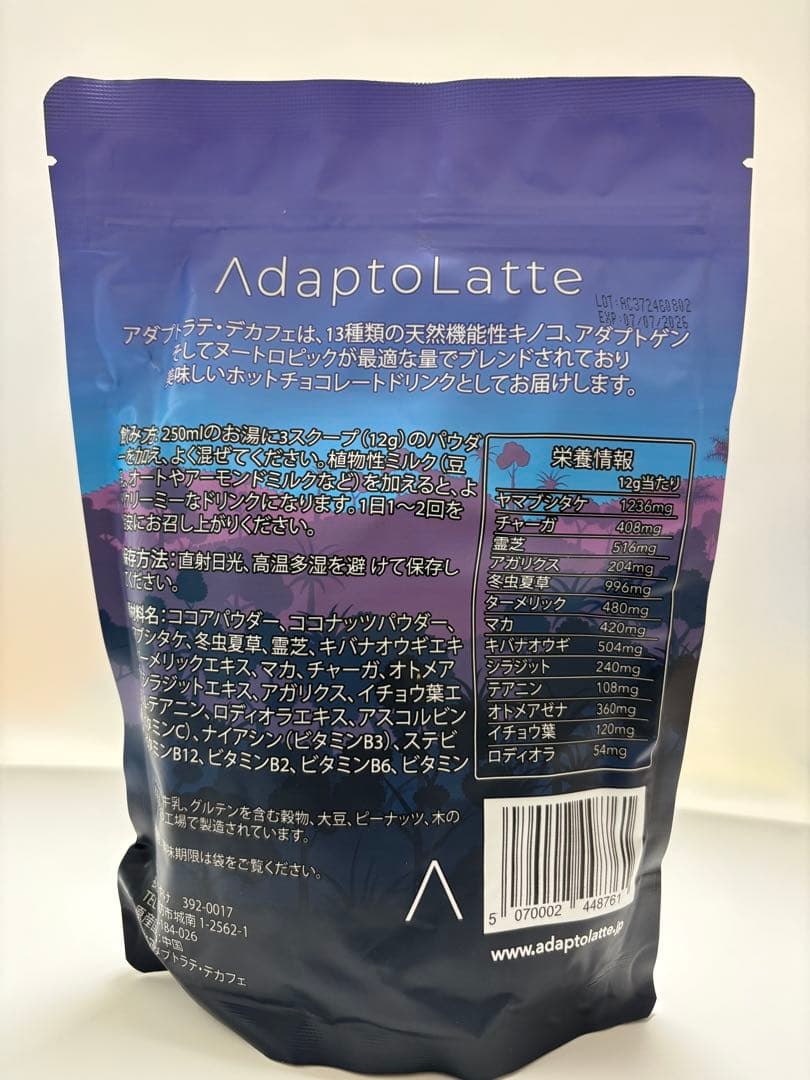 AdaptoLatte
LOT:AC372460802
EXP:07/07/2026
アダプトラテ・デカフェは、13種類の天然機能性キノコ、アダプトゲン
そしてヌートロピックが最適な量でブレンドされており
美味しいホットチョコレートドリンクとしてお届けします。
飲み方: 250mlのお湯に3スクープ(12g)のパウダ
ーを加え、よく混ぜてください。植物性ミルク(豆
、オートやアーモンドミルクなど)を加えると、よ
クリーミーなドリンクになります。1日1〜2回を
安にお召し上がりください。
保存方法:直射日光、高温多湿を避けて保存し
てください。
材料名:ココアパウダー、ココナッツパウダー、
ブシタケ、冬虫夏草、霊芝、キバナオウギエキ
ターメリックエキス、マカ、チャーガ、オトメア
シラジットエキス、アガリクス、イチョウ葉エ
テアニン、ロディオラエキス、アスコルビン
タミンC)、ナイアシン(ビタミンB3)、ステビ
タミンB12、ビタミンB2、ビタミンB6、ビタミン
牛乳、グルテンを含む穀物、大豆、ピーナッツ、木の
工場で製造されています。
味期限は袋をご覧ください。
392-0017
市城南 1-2562-1
TEL
184-026
原産
中国
トラテ・デカフェ
栄養情報
12g当たり
ヤマブシタケ 1236mg
チャーガ 408mg
霊芝 516mg
アガリクス 204mg
冬虫夏草 996mg
ターメリック 480mg
マカ 420mg
キバナオウギ 504mg
シラジット 240mg
テアニン 108mg
オトメアゼナ 360mg
イチョウ葉 120mg
ロディオラ 54mg
5 070002 448761
www.adaptolatte.jp